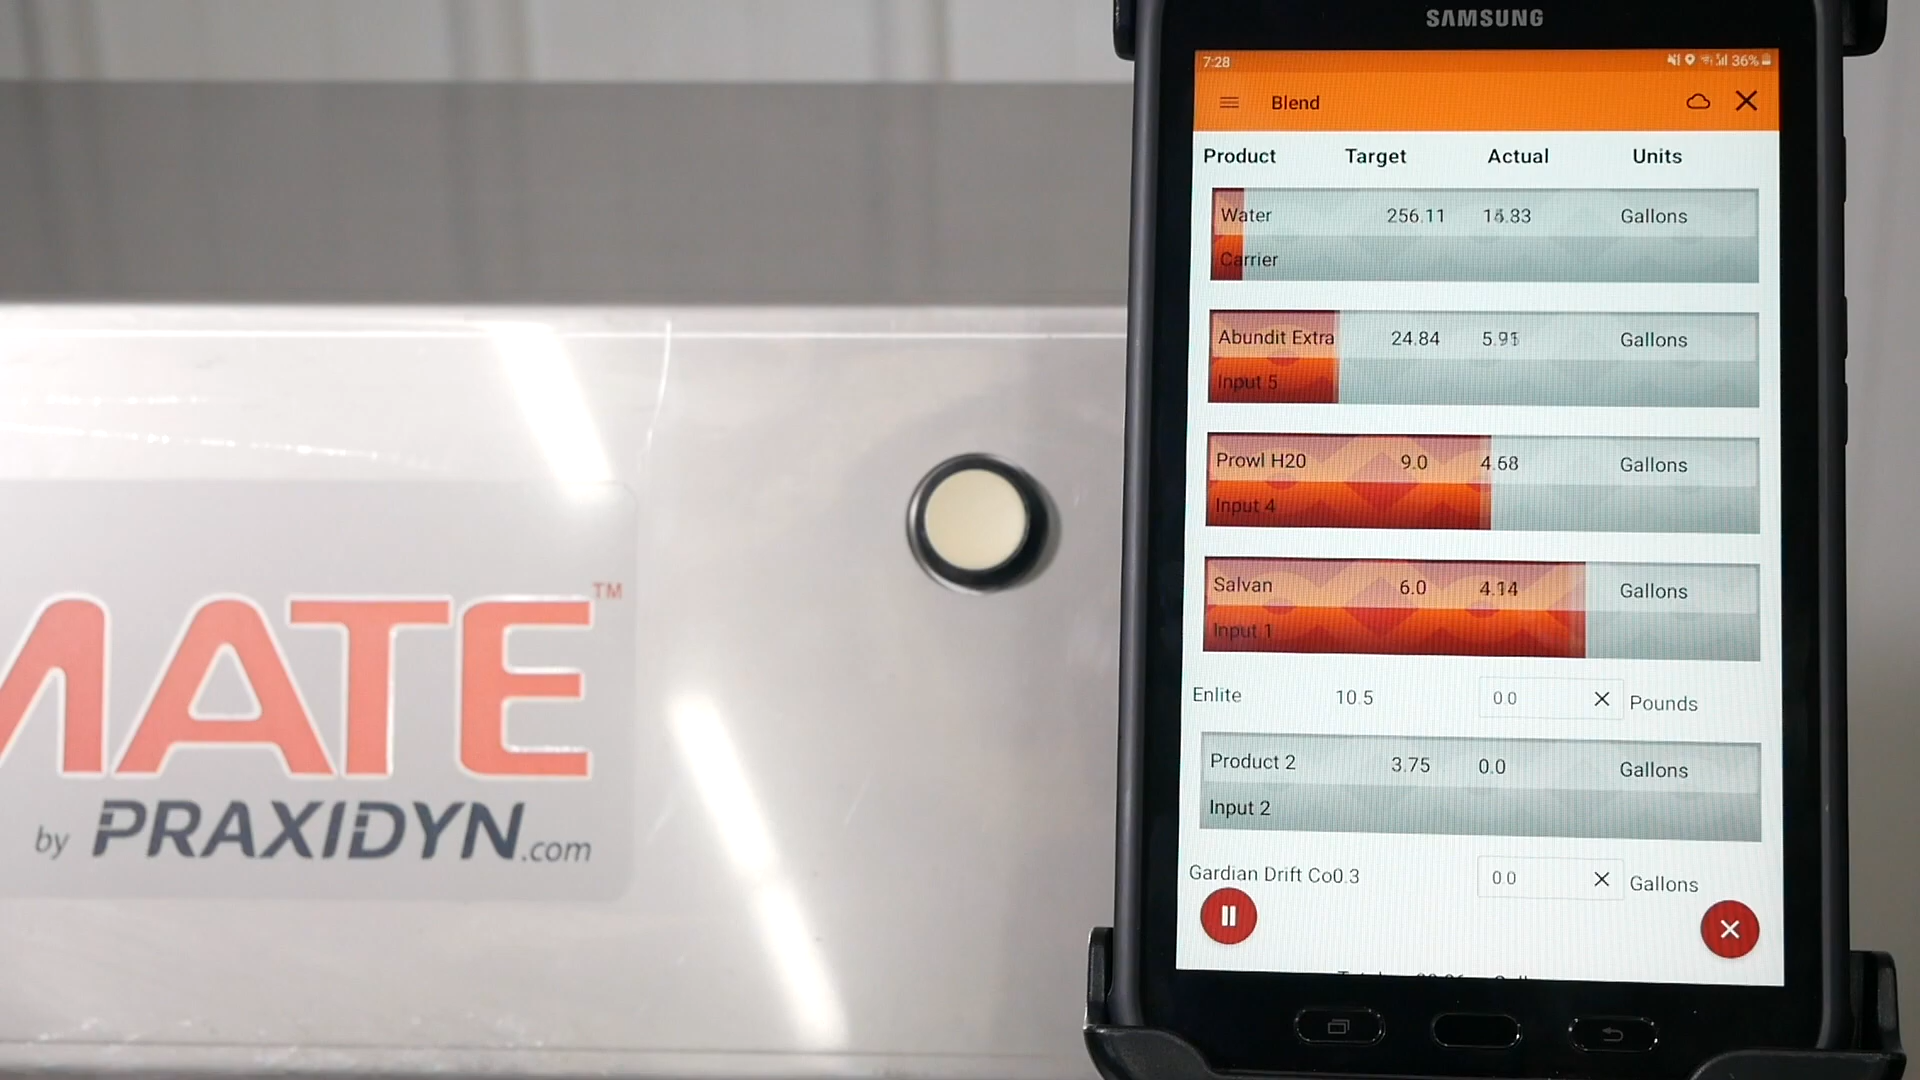 SAMSUNG
7:28 36%
Blend
Product Target Actual Units
Water 256.11 Gallons
Carrier
Abundit Extra 24.84 Gallons
Input 5
Prowl H20 9.0 4.68 Gallons
Input 4
Salvan 6.0 4.14 Gallons
Input 1
Enlite 10.5 0.0 Pounds
Product 2 3.75 0.0 Gallons
Input 2
Gardian Drift Co0.3 0.0 Gallons
MATE™
by PRAXIDYN.com